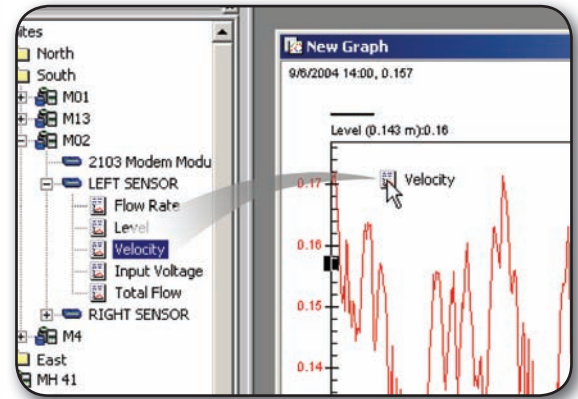 ites
North
South
M01
M13
M02
2103 Modem Modu
LEFT SENSOR
Flow Rate
Level
Velocity
Input Voltage
Total Flow
RIGHT SENSOR
M4
East
MH 41
New Graph
9/6/2004 14:00, 0.157
Level (0.143 m):0.16
Velocity
0.17
0.16
0.15
0.14